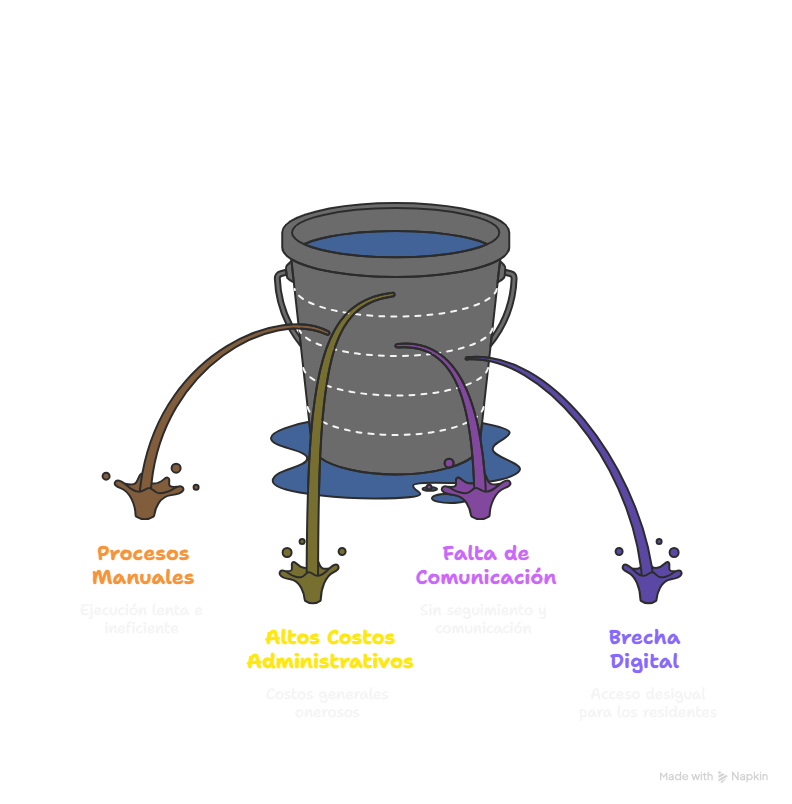 Procesos
Manuales
Ejecución lenta e
ineficiente
Altos Costos
Administrativos
Costos generales
onerosos
Falta de
Comunicación
Sin seguimiento y
comunicación
Brecha
Digital
Acceso desigual
para los residentes
Made with Napkin